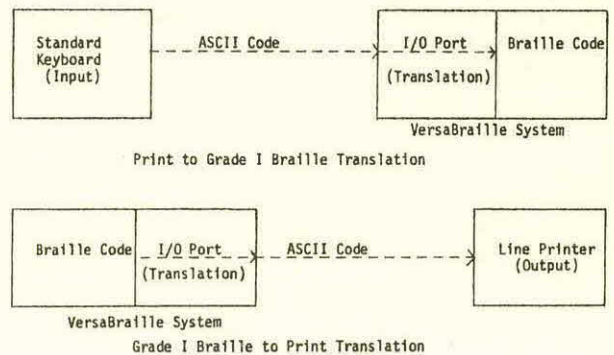 Standard
Keyboard
(Input)
ASCII Code
I/O Port
(Translation)
Braille Code
VersaBraille System
Print to Grade I Braille Translation
Braille Code
I/O Port
(Translation)
ASCII Code
Line Printer
(Output)
VersaBraille System
Grade I Braille to Print Translation